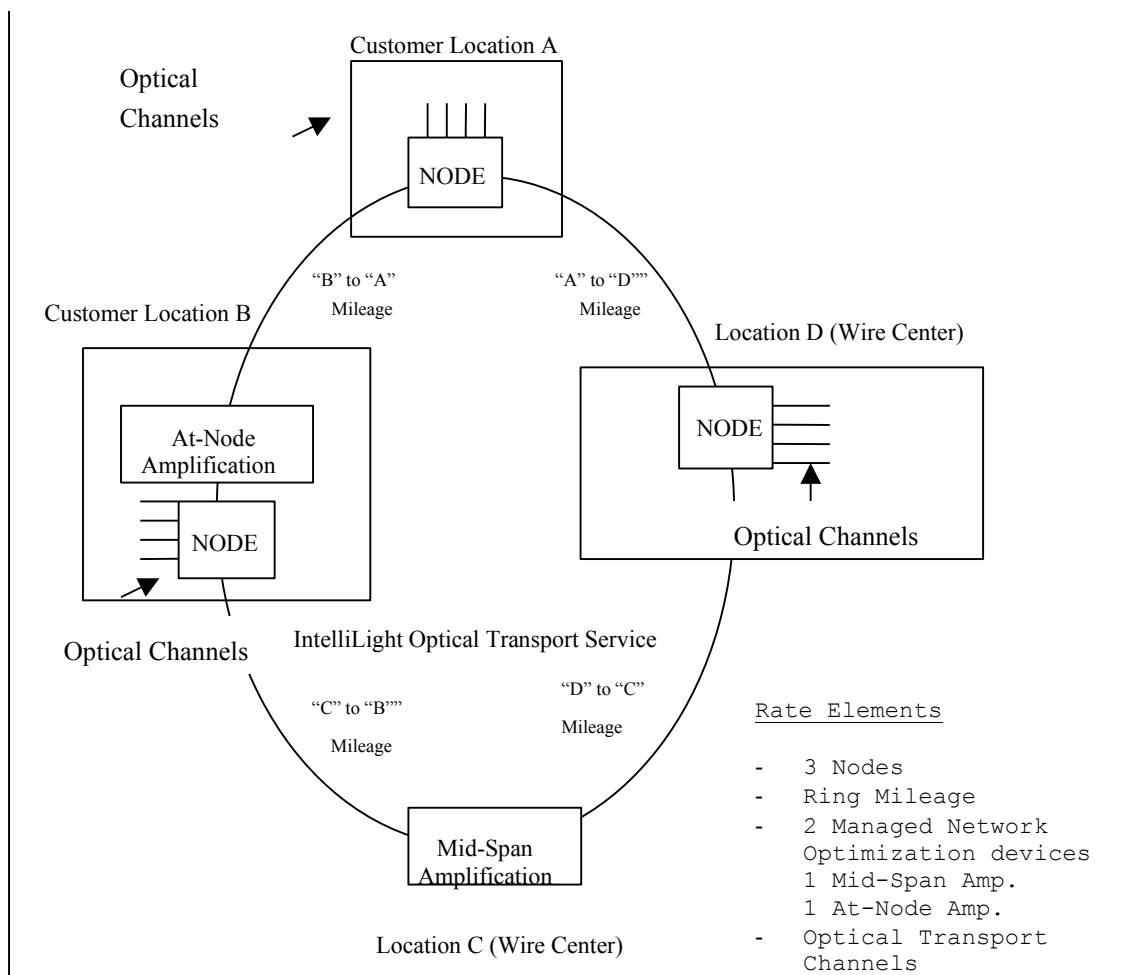 Customer Location A
Optical
Channels
NODE
“B” to “A”
Mileage
“A” to “D””
Mileage
Customer Location B
Location D (Wire Center)
At-Node
Amplification
NODE
NODE
Optical Channels
Optical Channels
IntelliLight Optical Transport Service
“C” to “B””
Mileage
“D” to “C”
Mileage
Rate Elements
- 3 Nodes
- Ring Mileage
- 2 Managed Network
Optimization devices
1 Mid-Span Amp.
1 At-Node Amp.
- Optical Transport
Channels
Mid-Span
Amplification
Location C (Wire Center)